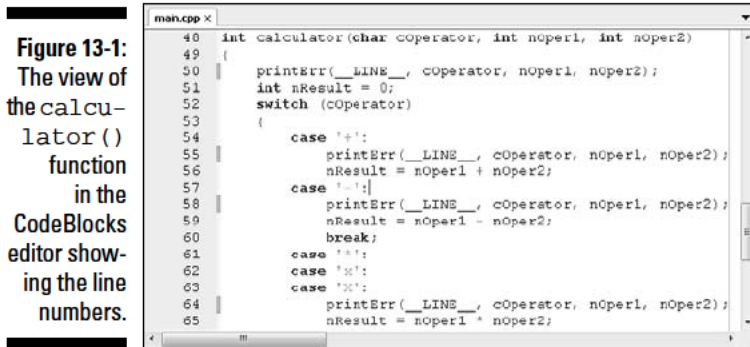 Figure 13-1:
The view of
the calcu-
lator()
function
in the
CodeBlocks
editor show-
ing the line
numbers.
main.cpp ×
48 int calculator(char cOperator, int nOper1, int nOper2)
49 {
50 printErr(__LINE__, cOperator, nOper1, nOper2);
51 int nResult = 0;
52 switch (cOperator)
53 {
54 case '+':
55 printErr(__LINE__, cOperator, nOper1, nOper2);
56 nResult = nOper1 + nOper2;
57 case '-':
58 printErr(__LINE__, cOperator, nOper1, nOper2);
59 nResult = nOper1 - nOper2;
60 break;
61 case '*':
62 case 'x':
63 case 'X':
64 printErr(__LINE__, cOperator, nOper1, nOper2);
65 nResult = nOper1 * nOper2;